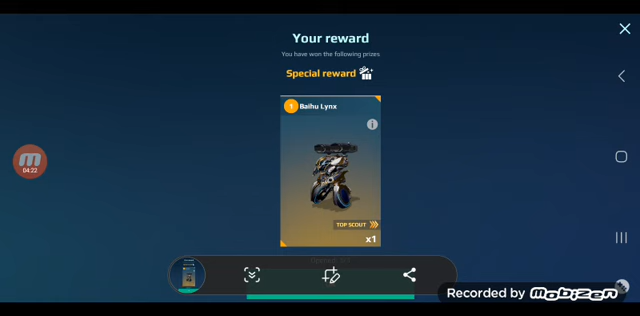 Your reward
You have won the following prizes
Special reward
1 Baihu Lynx
i
TOP SCOUT
x1
M
04:22
Recorded by mobizen